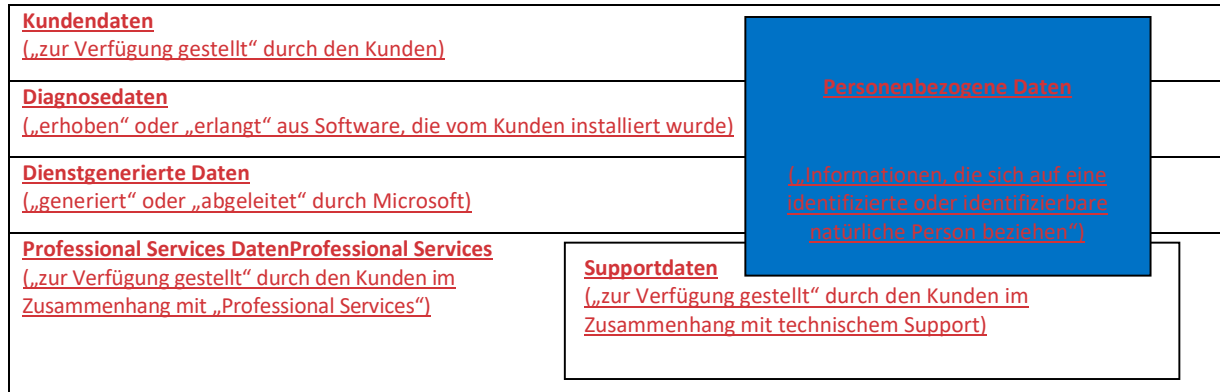 Kundendaten
(„zur Verfügung gestellt“ durch den Kunden)
Diagnosedaten
(„erhoben“ oder „erlangt“ aus Software, die vom Kunden installiert wurde)
Dienstgenerierte Daten
(„generiert“ oder „abgeleitet“ durch Microsoft)
Professional Services DatenProfessional Services
(„zur Verfügung gestellt“ durch den Kunden im
Zusammenhang mit „Professional Services“)
Personenbezogene Daten
(„Informationen, die sich auf eine
identifizierte oder identifizierbare
natürliche Person beziehen“)
Supportdaten
(„zur Verfügung gestellt“ durch den Kunden im
Zusammenhang mit technischem Support)